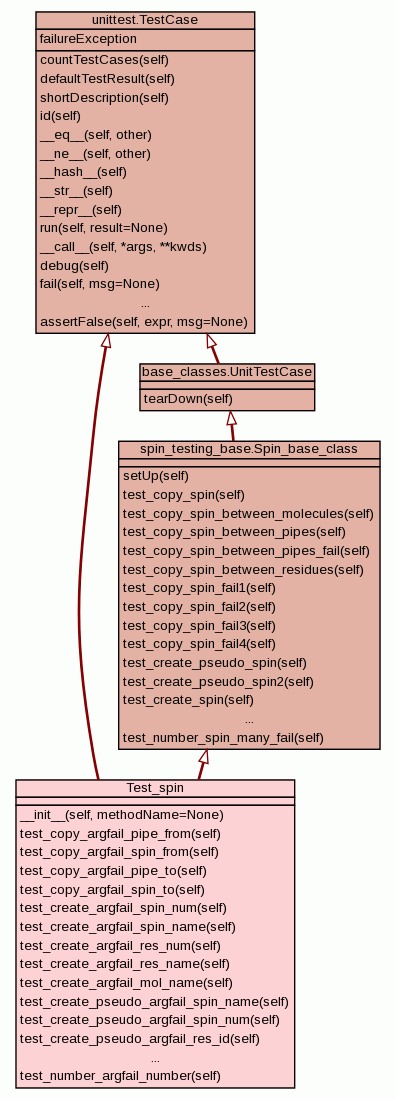 unittest.TestCase
failureException
countTestCases(self)
defaultTestResult(self)
shortDescription(self)
id(self)
__eq__(self, other)
__ne__(self, other)
__hash__(self)
__str__(self)
__repr__(self)
run(self, result=None)
__call__(self, *args, **kwds)
debug(self)
fail(self, msg=None)
...
assertFalse(self, expr, msg=None)
base_classes.UnitTestCase
tearDown(self)
spin_testing_base.Spin_base_class
setUp(self)
test_copy_spin(self)
test_copy_spin_between_molecules(self)
test_copy_spin_between_pipes(self)
test_copy_spin_between_pipes_fail(self)
test_copy_spin_between_residues(self)
test_copy_spin_fail1(self)
test_copy_spin_fail2(self)
test_copy_spin_fail3(self)
test_copy_spin_fail4(self)
test_create_pseudo_spin(self)
test_create_pseudo_spin2(self)
test_create_spin(self)
...
test_number_spin_many_fail(self)
Test_spin
__init__(self, methodName=None)
test_copy_argfail_pipe_from(self)
test_copy_argfail_spin_from(self)
test_copy_argfail_pipe_to(self)
test_copy_argfail_spin_to(self)
test_create_argfail_spin_num(self)
test_create_argfail_spin_name(self)
test_create_argfail_res_num(self)
test_create_argfail_res_name(self)
test_create_argfail_mol_name(self)
test_create_pseudo_argfail_spin_name(self)
test_create_pseudo_argfail_spin_num(self)
test_create_pseudo_argfail_res_id(self)
...
test_number_argfail_number(self)